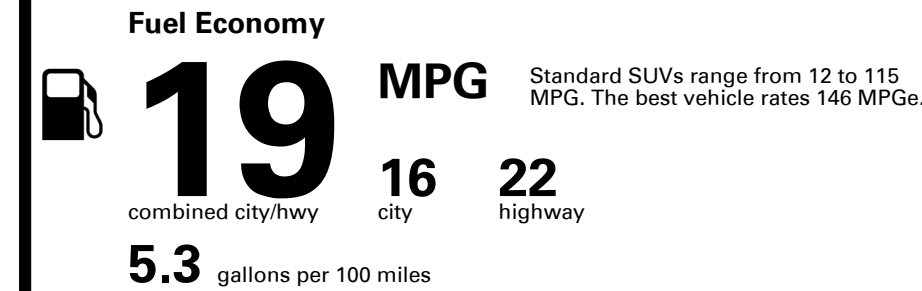 Fuel Economy
19
MPG
Standard SUVs range from 12 to 115
MPG. The best vehicle rates 146 MPGe.
16
22
combined city/hwy
city
highway
5.3 gallons per 100 miles